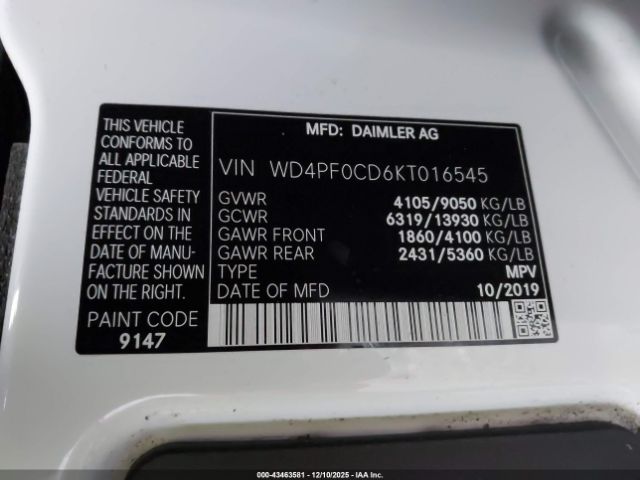 THIS VEHICLE
CONFORMS TO
ALL APPLICABLE
FEDERAL
VEHICLE SAFETY
STANDARDS IN
EFFECT ON THE
DATE OF MANU-
FACTURE SHOWN
ON THE RIGHT.
PAINT CODE
9147
MFD: DAIMLER AG
VIN WD4PF0CD6KT016545
GVWR 4105/9050 KG/LB
GCWR 6319/13930 KG/LB
GAWR FRONT 1860/4100 KG/LB
GAWR REAR 2431/5360 KG/LB
TYPE MPV
DATE OF MFD 10/2019
000-43463581 - 12/10/2025 - IAA Inc.